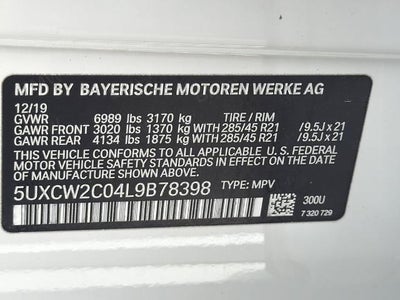 MFD BY BAYERISCHE MOTOREN WERKE AG
12/19
GVWR 6989 lbs 3170 kg TIRE / RIM
GAWR FRONT 3020 lbs 1370 kg WITH 285/45 R21 /9.5J x 21
GAWR REAR 4134 lbs 1875 kg WITH 285/45 R21 /9.5J x 21
THIS VEHICLE CONFORMS TO ALL APPLICABLE U. S. FEDERAL
MOTOR VEHICLE SAFETY STANDARDS IN EFFECT ON THE DATE
OF MANUFACTURE SHOWN ABOVE.
5UXCW2C04L9B78398 TYPE: MPV
300U
7 320 729